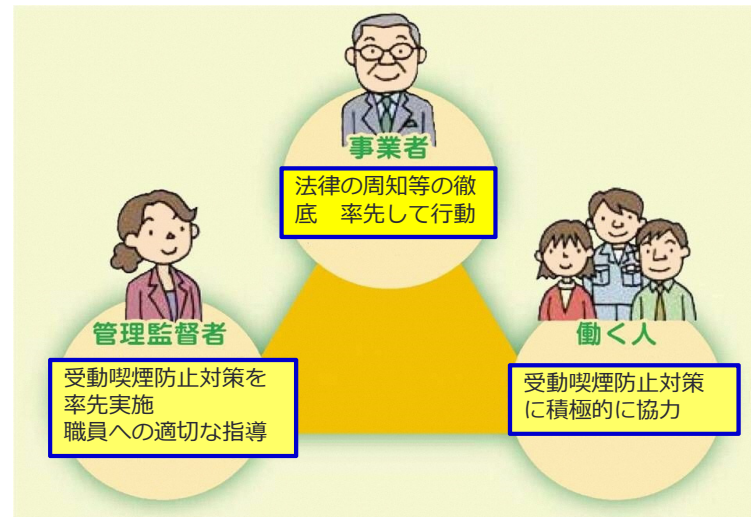 事業者
法律の周知等の徹
底　率先して行動
管理監督者
受動喫煙防止対策を
率先実施
職員への適切な指導
働く人
受動喫煙防止対策
に積極的に協力